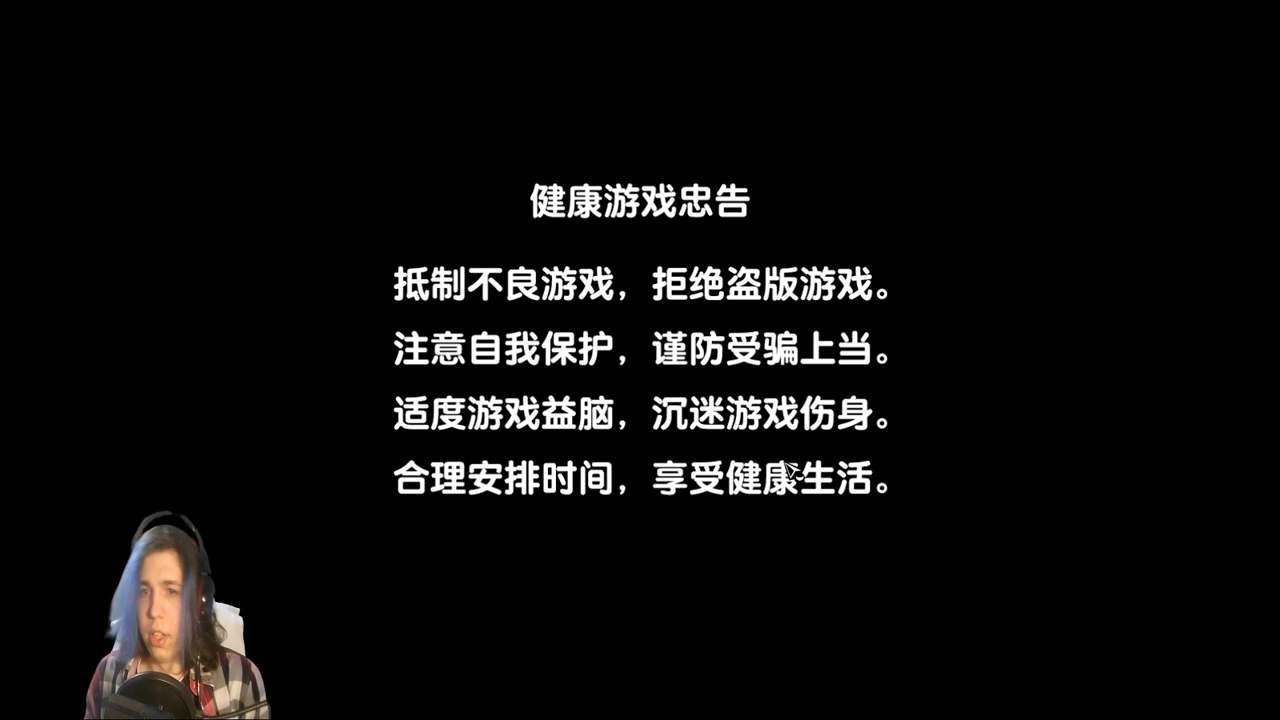 健康游戏忠告
抵制不良游戏，拒绝盗版游戏。
注意自我保护，谨防受骗上当。
适度游戏益脑，沉迷游戏伤身。
合理安排时间，享受健康生活。